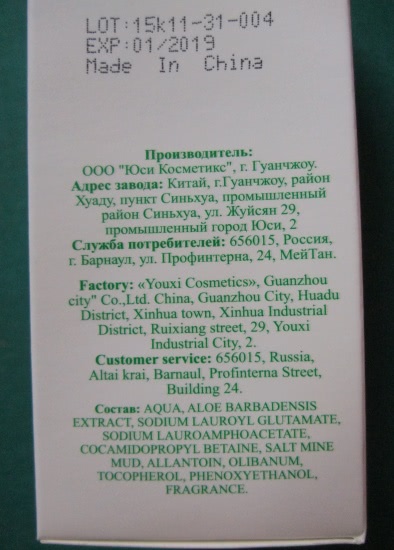 LOT:15k11-31-004
EXP:01/2019
Made In China
Производитель:
ООО "Юси Косметикс", г. Гуанчжоу.
Адрес завода: Китай, г.Гуанчжоу, район
Хуаду, пункт Синьхуа, промышленный
район Синьхуа, ул. Жуйсян 29,
промышленный город Юси, 2
Служба потребителей: 656015, Россия,
г. Барнаул, ул. Профинтерна, 24, МейТан.
Factory: «Youxi Cosmetics», Guanzhou
city" Co.,Ltd. China, Guanzhou City, Huadu
District, Xinhua town, Xinhua Industrial
District, Ruixiang street, 29, Youxi
Industrial City, 2.
Customer service: 656015, Russia,
Altai krai, Barnaul, Profinterna Street,
Building 24.
Состав: AQUA, ALOE BARBADENSIS
EXTRACT, SODIUM LAUROYL GLUTAMATE,
SODIUM LAUROAMPHOACETATE,
COCAMIDOPROPYL BETAINE, SALT MINE
MUD, ALLANTOIN, OLIBANUM,
TOCOPHEROL, PHENOXYETHANOL,
FRAGRANCE.